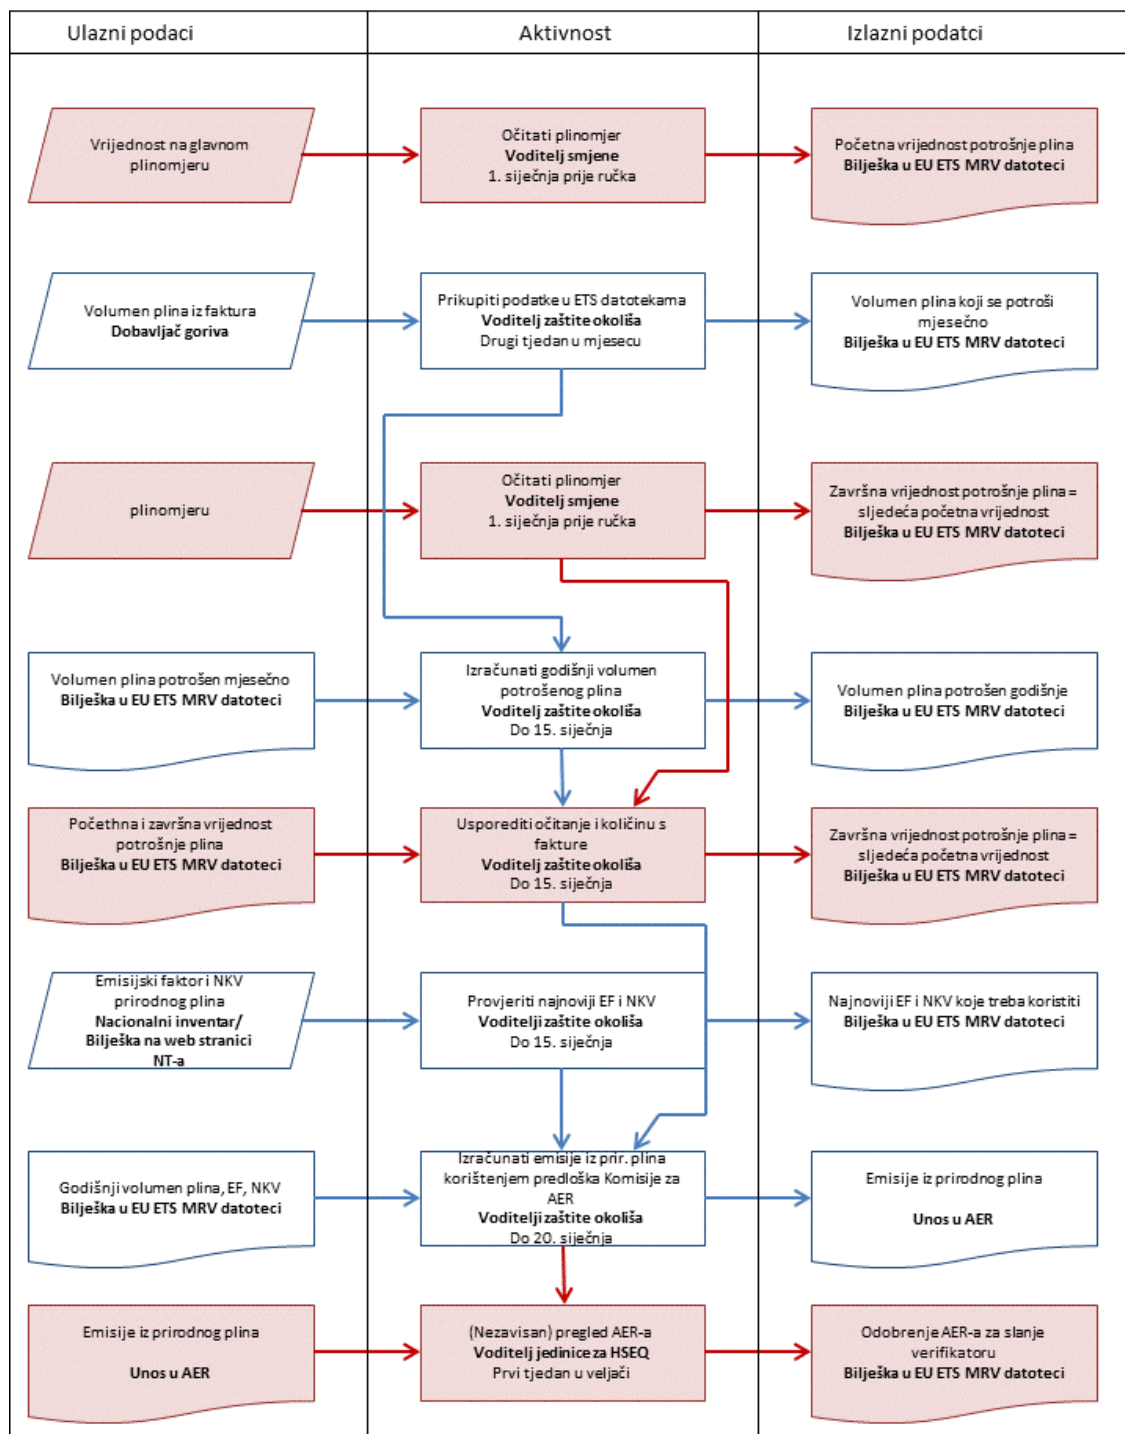 Ulazni podaci
Aktivnost
Izlazni podatci
Vrijednost na glavnom
plinomjeru
Očitati plinomjer
Voditelj smjene
1. siječnja prije ručka
Početna vrijednost potrošnje plina
Bilješka u EU ETS MRV datoteci
Volumen plina iz faktura
Dobavljač goriva
Prikupiti podatke u ETS datotekama
Voditelj zaštite okoliša
Drugi tjedan u mjesecu
Volumen plina koji se potroši
mjesečno
Bilješka u EU ETS MRV datoteci
plinomjeru
Očitati plinomjer
Voditelj smjene
1. siječnja prije ručka
Završna vrijednost potrošnje plina =
sljedeća početna vrijednost
Bilješka u EU ETS MRV datoteci
Volumen plina potrošen mjesečno
Bilješka u EU ETS MRV datoteci
Izračunati godišnji volumen
potrošenog plina
Voditelj zaštite okoliša
Do 15. siječnja
Volumen plina potrošen godišnje
Bilješka u EU ETS MRV datoteci
Počethna i završna vrijednost
potrošnje plina
Bilješka u EU ETS MRV datoteci
Usporediti očitanje i količinu s
fakture
Voditelj zaštite okoliša
Do 15. siječnja
Završna vrijednost potrošnje plina =
sljedeća početna vrijednost
Bilješka u EU ETS MRV datoteci
Emisijski faktor i NKV
prirodnog plina
Nacionalni inventar/
Bilješka na web stranici
NT-a
Provjeriti najnoviji EF i NKV
Voditelji zaštite okoliša
Do 15. siječnja
Najnoviji EF i NKV koje treba koristiti
Bilješka u EU ETS MRV datoteci
Godišnji volumen plina, EF, NKV
Bilješka u EU ETS MRV datoteci
Izračunati emisije iz prir. plina
korištenjem predloška Komisije za
AER
Voditelji zaštite okoliša
Do 20. siječnja
Emisije iz prirodnog plina
Unos u AER
Emisije iz prirodnog plina
Unos u AER
(Nezavisan) pregled AER-a
Voditelj jedinice za HSEQ
Prvi tjedan u veljači
Odobrenje AER-a za slanje
verifikatoru
Bilješka u EU ETS MRV datoteci